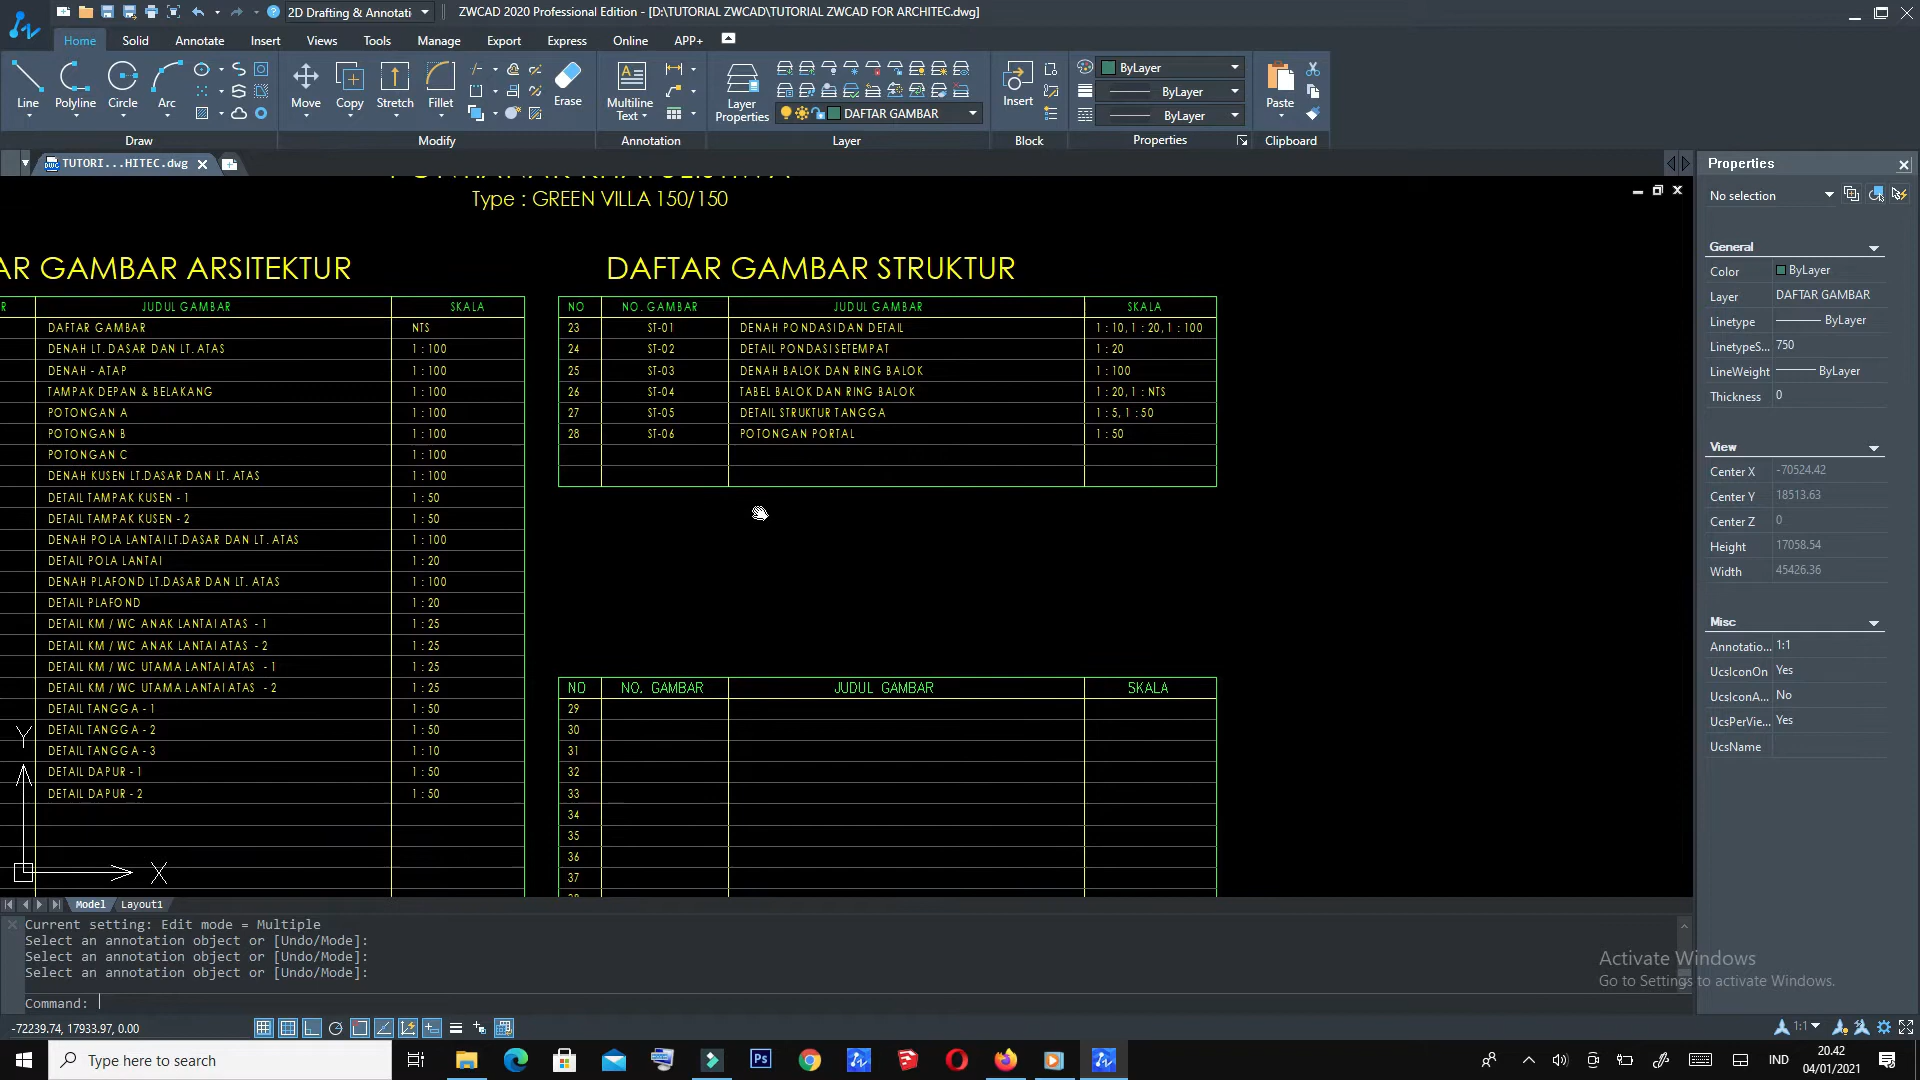 2D Drafting & Annotati
ZWCAD 2020 Professional Edition - [D:\TUTORIAL ZWCAD\TUTORIAL ZWCAD FOR ARCHITEC.dwg]
Home Solid Annotate Insert Views Tools Manage Export Express Online APP+
Line Polyline Circle Arc
Move Copy Stretch Fillet Erase
Multiline Text
Layer Properties
DAFTAR GAMBAR
Insert
ByLayer
ByLayer
ByLayer
Paste
Draw Modify Annotation Layer Block Properties Clipboard
TUTORI...HITEC.dwg
Type : GREEN VILLA 150/150
AR GAMBAR ARSITEKTUR
R JUDUL GAMBAR SKALA
DAFTAR GAMBAR NTS
DENAH LT. DASAR DAN LT. ATAS 1 : 100
DENAH - ATAP 1 : 100
TAMPAK DEPAN & BELAKANG 1 : 100
POTONGAN A 1 : 100
POTONGAN B 1 : 100
POTONGAN C 1 : 100
DENAH KUSEN LT.DASAR DAN LT. ATAS 1 : 100
DETAIL TAMPAK KUSEN - 1 1 : 50
DETAIL TAMPAK KUSEN - 2 1 : 50
DENAH POLA LANTAI LT.DASAR DAN LT. ATAS 1 : 100
DETAIL POLA LANTAI 1 : 20
DENAH PLAFOND LT.DASAR DAN LT. ATAS 1 : 100
DETAIL PLAFOND 1 : 20
DETAIL KM / WC ANAK LANTAI ATAS - 1 1 : 25
DETAIL KM / WC ANAK LANTAI ATAS - 2 1 : 25
DETAIL KM / WC UTAMA LANTAI ATAS - 1 1 : 25
DETAIL KM / WC UTAMA LANTAI ATAS - 2 1 : 25
DETAIL TANGGA - 1 1 : 50
DETAIL TANGGA - 2 1 : 50
DETAIL TANGGA - 3 1 : 10
DETAIL DAPUR - 1 1 : 50
DETAIL DAPUR - 2 1 : 50
Y
X
DAFTAR GAMBAR STRUKTUR
NO NO. GAMBAR JUDUL GAMBAR SKALA
23 ST-01 DENAH PONDASI DAN DETAIL 1 : 10, 1 : 20, 1 : 100
24 ST-02 DETAIL PONDASI SETEMPAT 1 : 20
25 ST-03 DENAH BALOK DAN RING BALOK 1 : 100
26 ST-04 TABEL BALOK DAN RING BALOK 1 : 20, 1 : NTS
27 ST-05 DETAIL STRUKTUR TANGGA 1 : 5, 1 : 50
28 ST-06 POTONGAN PORTAL 1 : 50
NO NO. GAMBAR JUDUL GAMBAR SKALA
29
30
31
32
33
34
35
36
37
Properties
No selection
General
Color ByLayer
Layer DAFTAR GAMBAR
Linetype ByLayer
LinetypeS... 750
LineWeight ByLayer
Thickness 0
View
Center X -70524.42
Center Y 18513.63
Center Z 0
Height 17058.54
Width 45426.36
Misc
Annotatio... 1:1
UcsIconOn Yes
UcsIconA... No
UcsPerVie... Yes
UcsName
Model Layout1
Current setting: Edit mode = Multiple
Select an annotation object or [Undo/Mode]:
Select an annotation object or [Undo/Mode]:
Select an annotation object or [Undo/Mode]:
Command:
Activate Windows
Go to Settings to activate Windows.
-72239.74, 17933.97, 0.00
1:1
Type here to search
Ps
IND
20.42
04/01/2021